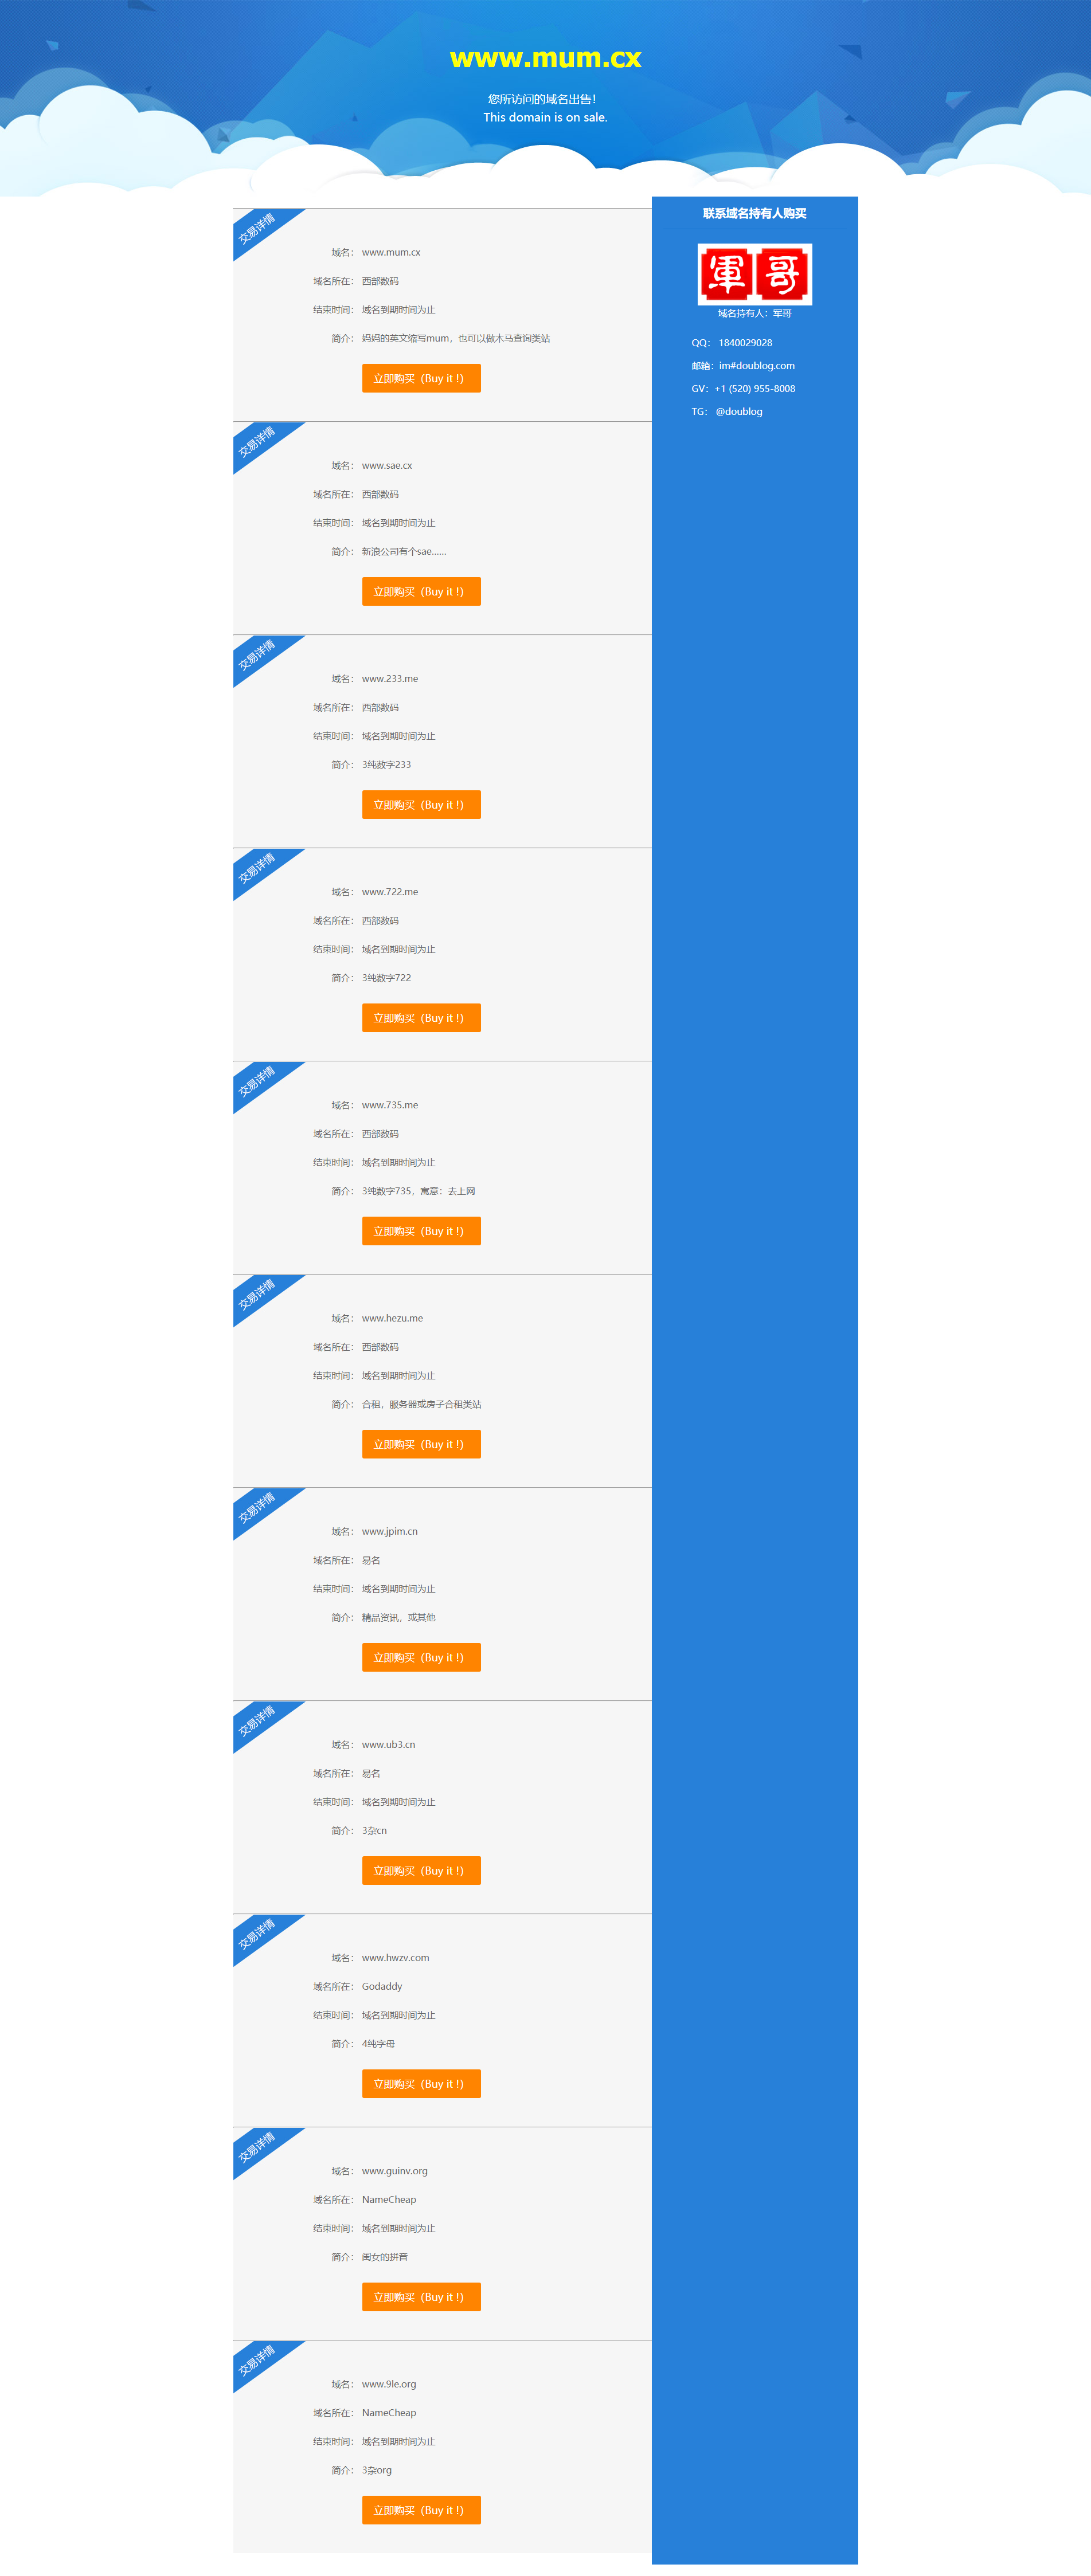 www.mum.cx
您所访问的域名出售！
This domain is on sale.
交易详情
域名： www.mum.cx
域名所在： 西部数码
结束时间： 域名到期时间为止
简介： 妈妈的英文缩写mum，也可以做木马查询类站
立即购买（Buy it !）
交易详情
域名： www.sae.cx
域名所在： 西部数码
结束时间： 域名到期时间为止
简介： 新浪公司有个sae......
立即购买（Buy it !）
交易详情
域名： www.233.me
域名所在： 西部数码
结束时间： 域名到期时间为止
简介： 3纯数字233
立即购买（Buy it !）
交易详情
域名： www.722.me
域名所在： 西部数码
结束时间： 域名到期时间为止
简介： 3纯数字722
立即购买（Buy it !）
交易详情
域名： www.735.me
域名所在： 西部数码
结束时间： 域名到期时间为止
简介： 3纯数字735，寓意：去上网
立即购买（Buy it !）
交易详情
域名： www.hezu.me
域名所在： 西部数码
结束时间： 域名到期时间为止
简介： 合租，服务器或房子合租类站
立即购买（Buy it !）
交易详情
域名： www.jpim.cn
域名所在： 易名
结束时间： 域名到期时间为止
简介： 精品资讯，或其他
立即购买（Buy it !）
交易详情
域名： www.ub3.cn
域名所在： 易名
结束时间： 域名到期时间为止
简介： 3杂cn
立即购买（Buy it !）
交易详情
域名： www.hwzv.com
域名所在： Godaddy
结束时间： 域名到期时间为止
简介： 4纯字母
立即购买（Buy it !）
交易详情
域名： www.guinv.org
域名所在： NameCheap
结束时间： 域名到期时间为止
简介： 闺女的拼音
立即购买（Buy it !）
交易详情
域名： www.9le.org
域名所在： NameCheap
结束时间： 域名到期时间为止
简介： 3杂org
立即购买（Buy it !）
联系域名持有人购买
軍哥
域名持有人：军哥
QQ： 1840029028
邮箱：im#doublog.com
GV：+1 (520) 955-8008
TG： @doublog